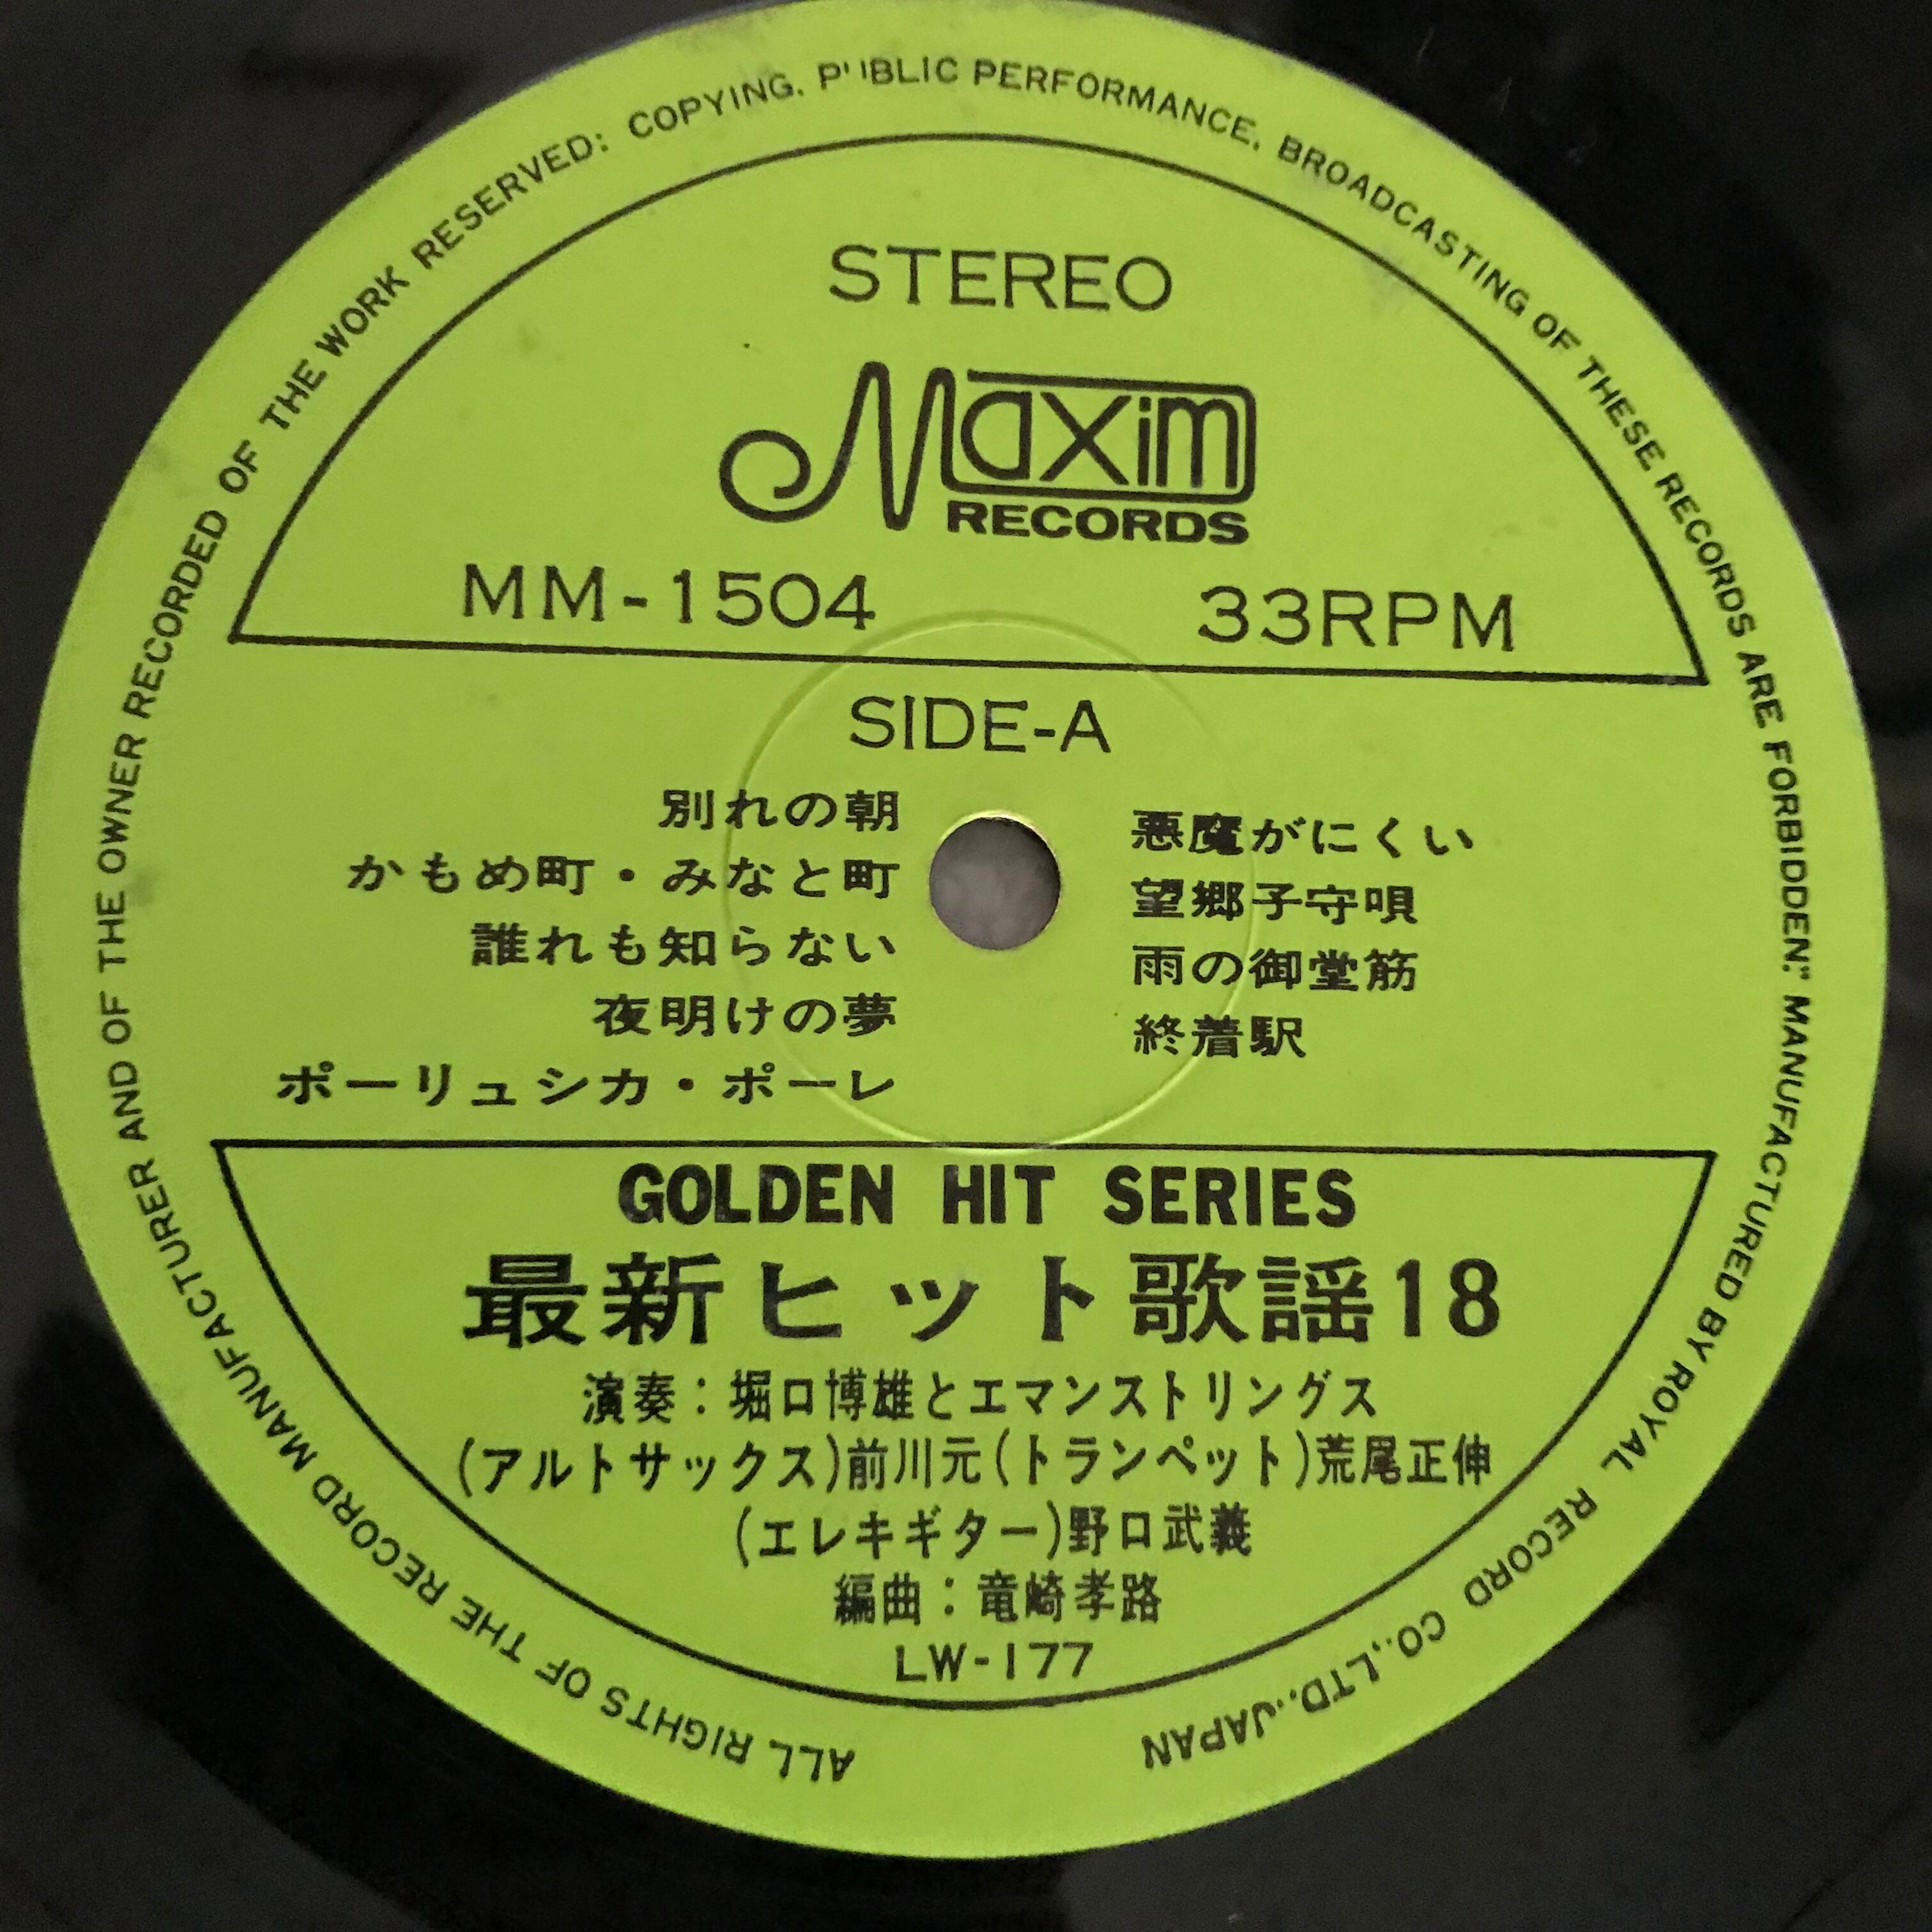 STEREO
Maxim
RECORDS
MM-1504 33RPM
SIDE-A
別れの朝
かもめ町・みなと町
誰れも知らない
夜明けの夢
ポーリュシカ・ポーレ
悪魔がにくい
望郷子守唄
雨の御堂筋
終着駅
GOLDEN HIT SERIES
最新ヒット歌謡18
演奏：堀口博雄とエマンストリングス
(アルトサックス)前川元(トランペット)荒尾正伸
(エレキギター)野口武義
編曲：竜崎孝路
LW-177
ALL RIGHTS OF THE RECORD MANUFACTURER AND OF THE OWNER RECORDED OF THE WORK RESERVED: COPYING. PUBLIC PERFORMANCE, BROADCASTING OF THESE RECORDS ARE FORBIDDEN." MANUFACTURED BY ROYAL RECORD CO.,LTD.JAPAN